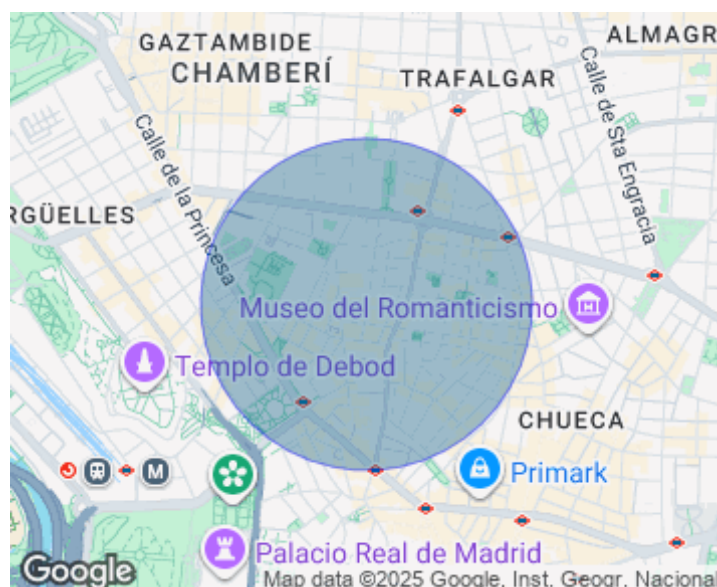 GAZTAMBIDE
CHAMBERÍ
ALMAGR
TRAFALGAR
Calle de Sta Engracia
Calle de la Princesa
RGÜELLES
Museo del Romanticismo
Templo de Debod
CHUECA
M
Primark
Palacio Real de Madrid
Google
Map data ©2025 Google, Inst. Geogr. Nacional